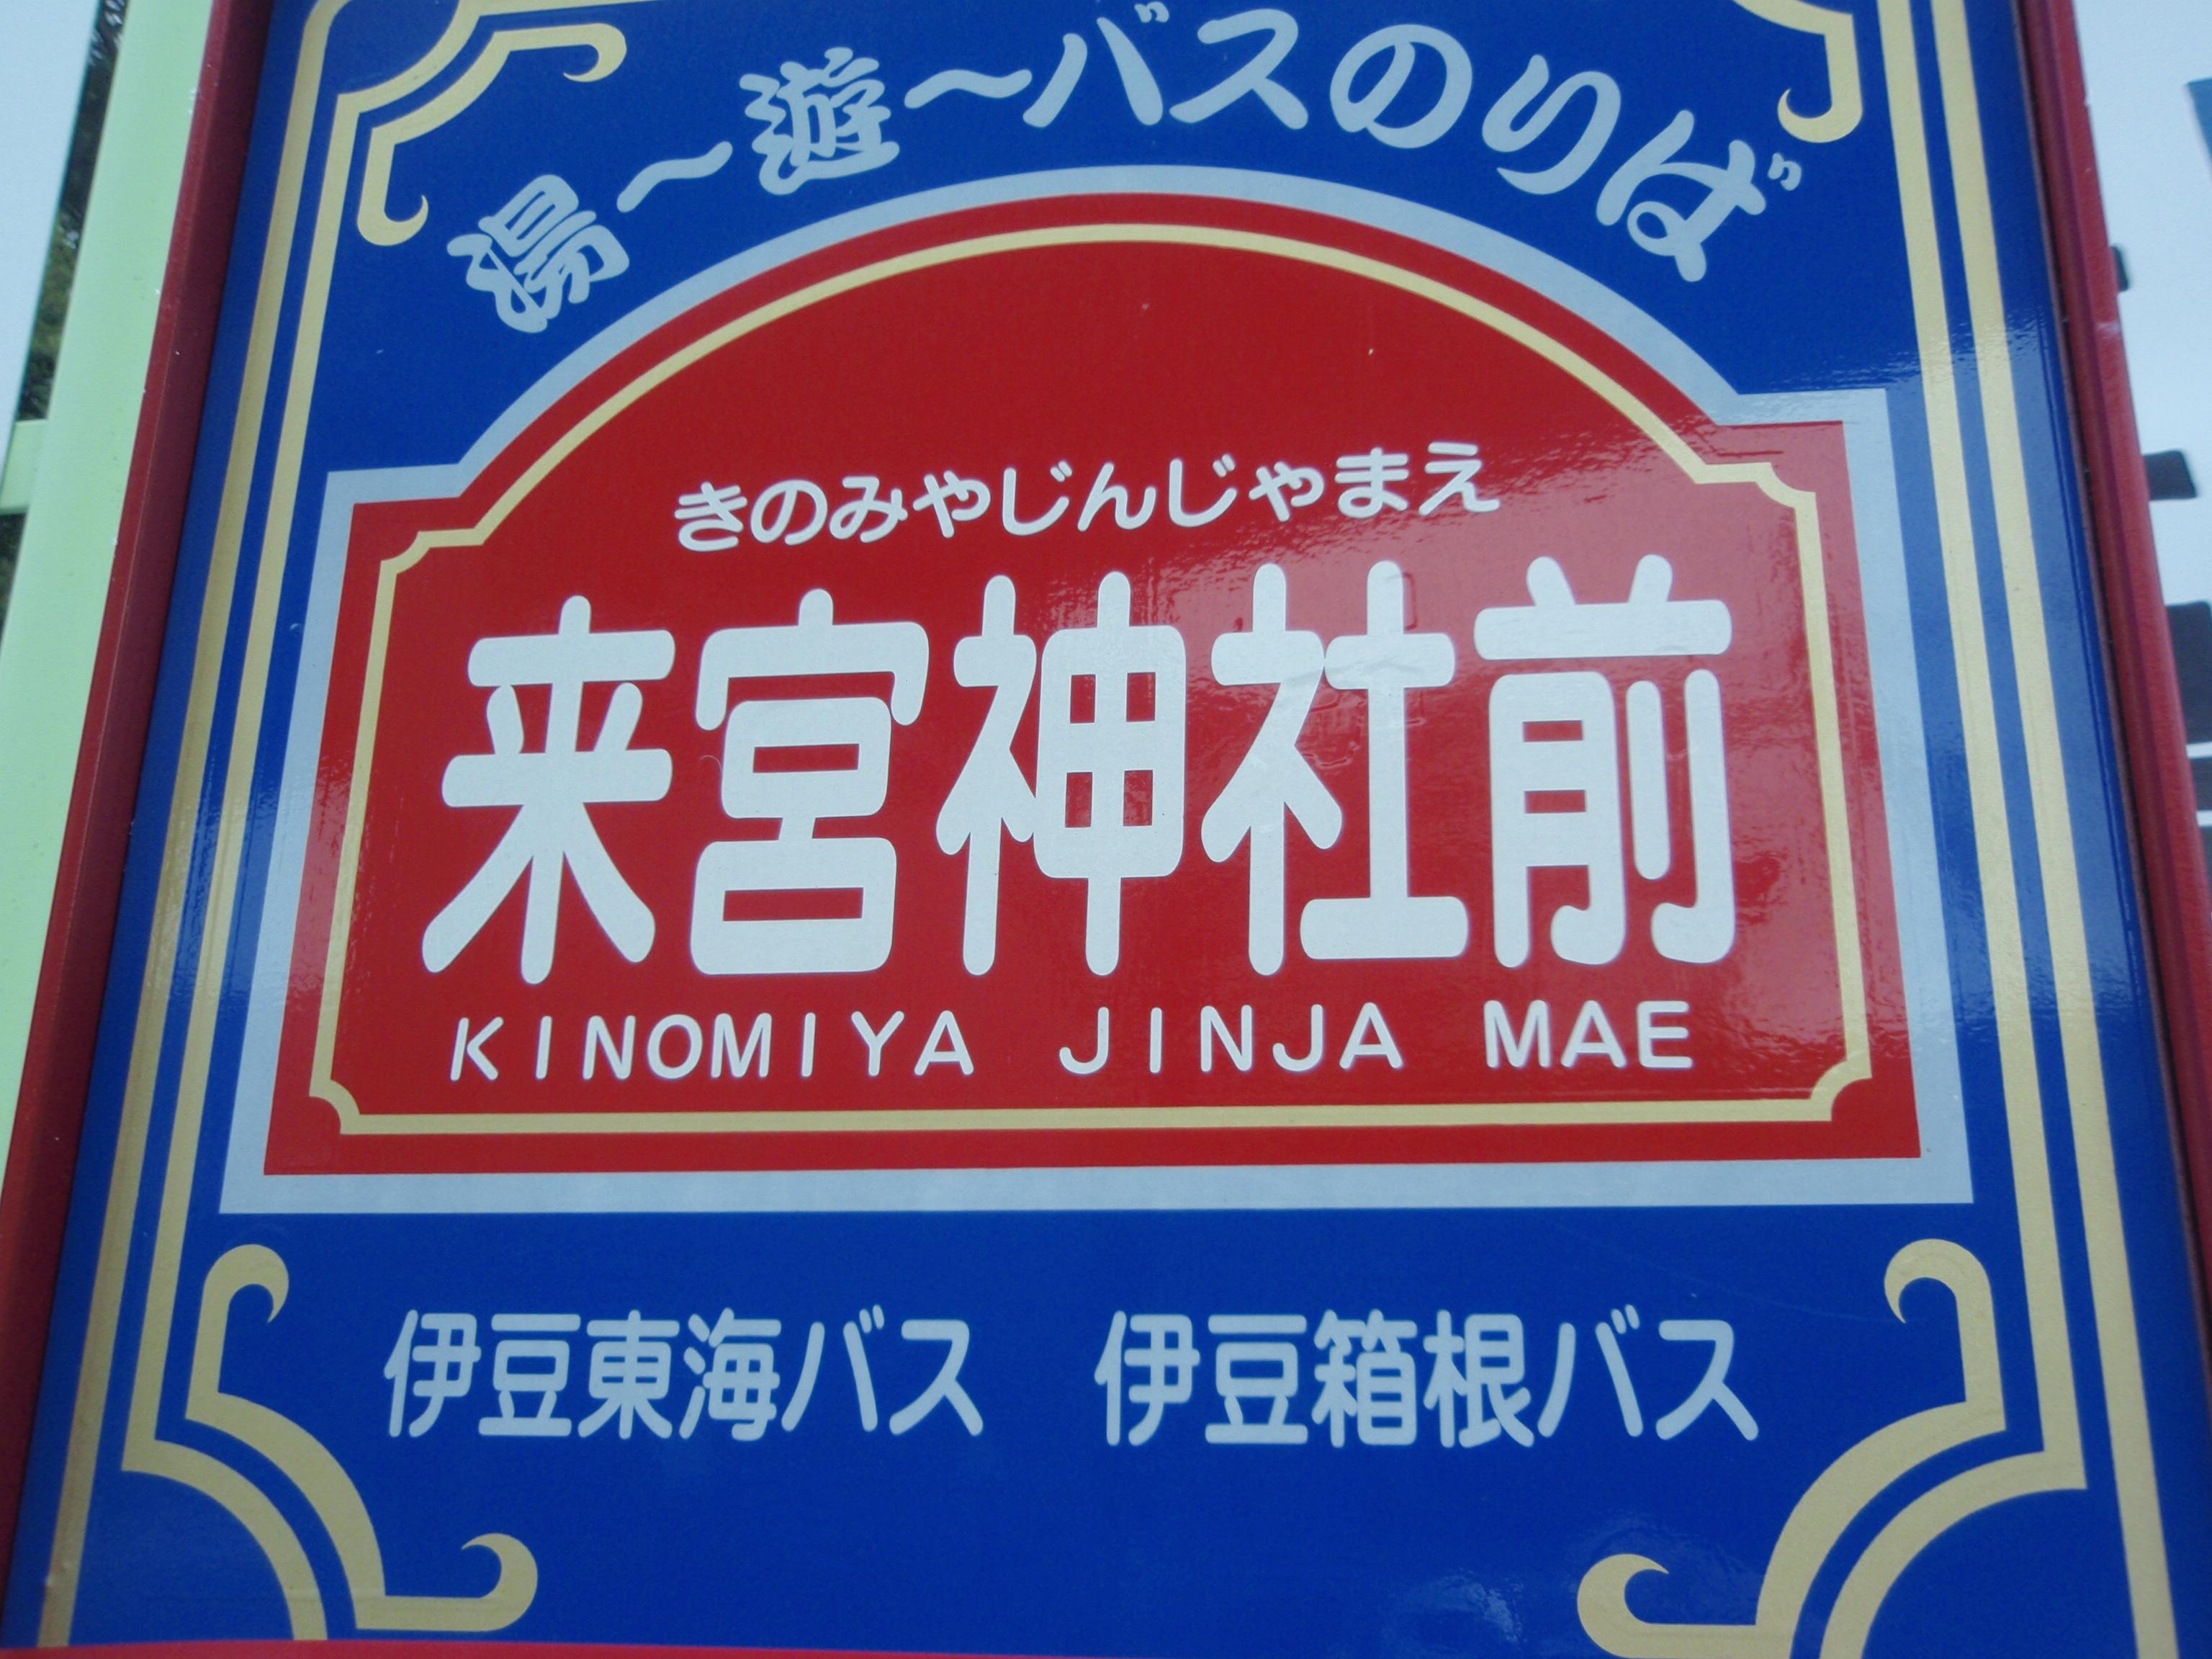 湯～遊～バスのりば
きのみやじんじゃまえ
来宮神社前
KINOMIYA JINJA MAE
伊豆東海バス 伊豆箱根バス